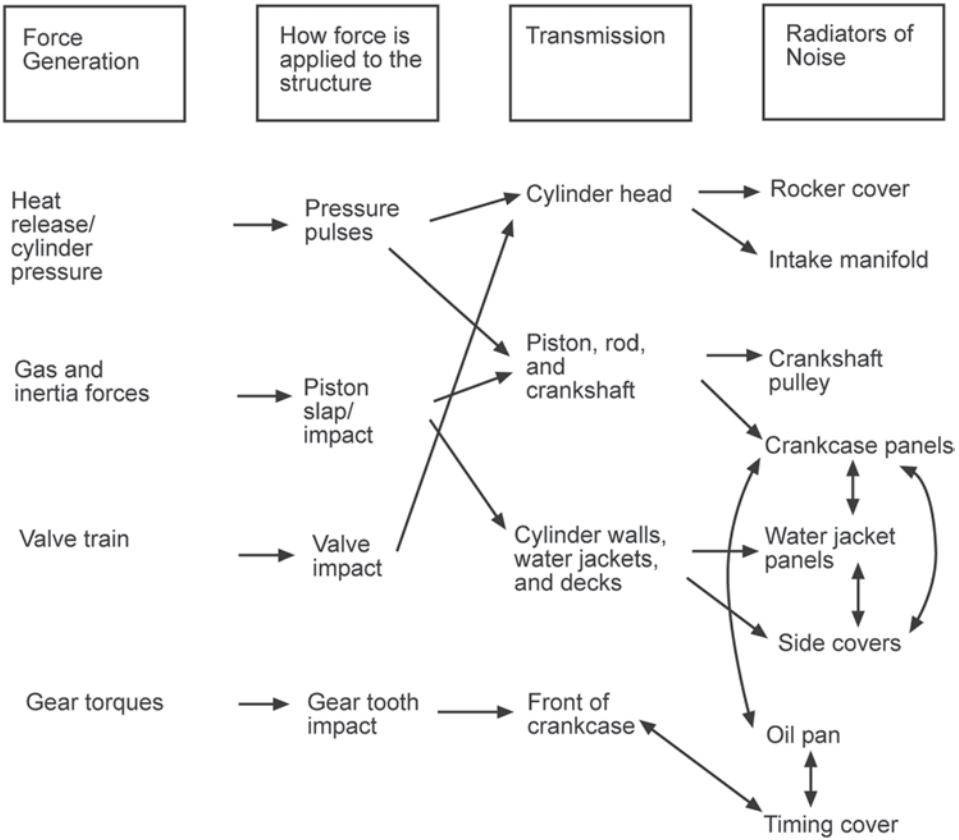 Force
Generation
How force is
applied to the
structure
Transmission
Radiators of
Noise
Heat
release/
cylinder
pressure
Pressure
pulses
Cylinder head
Rocker cover
Intake manifold
Gas and
inertia forces
Piston
slap/
impact
Piston, rod,
and
crankshaft
Crankshaft
pulley
Crankcase panels
Valve train
Valve
impact
Cylinder walls,
water jackets,
and decks
Water jacket
panels
Side covers
Gear torques
Gear tooth
impact
Front of
crankcase
Oil pan
Timing cover